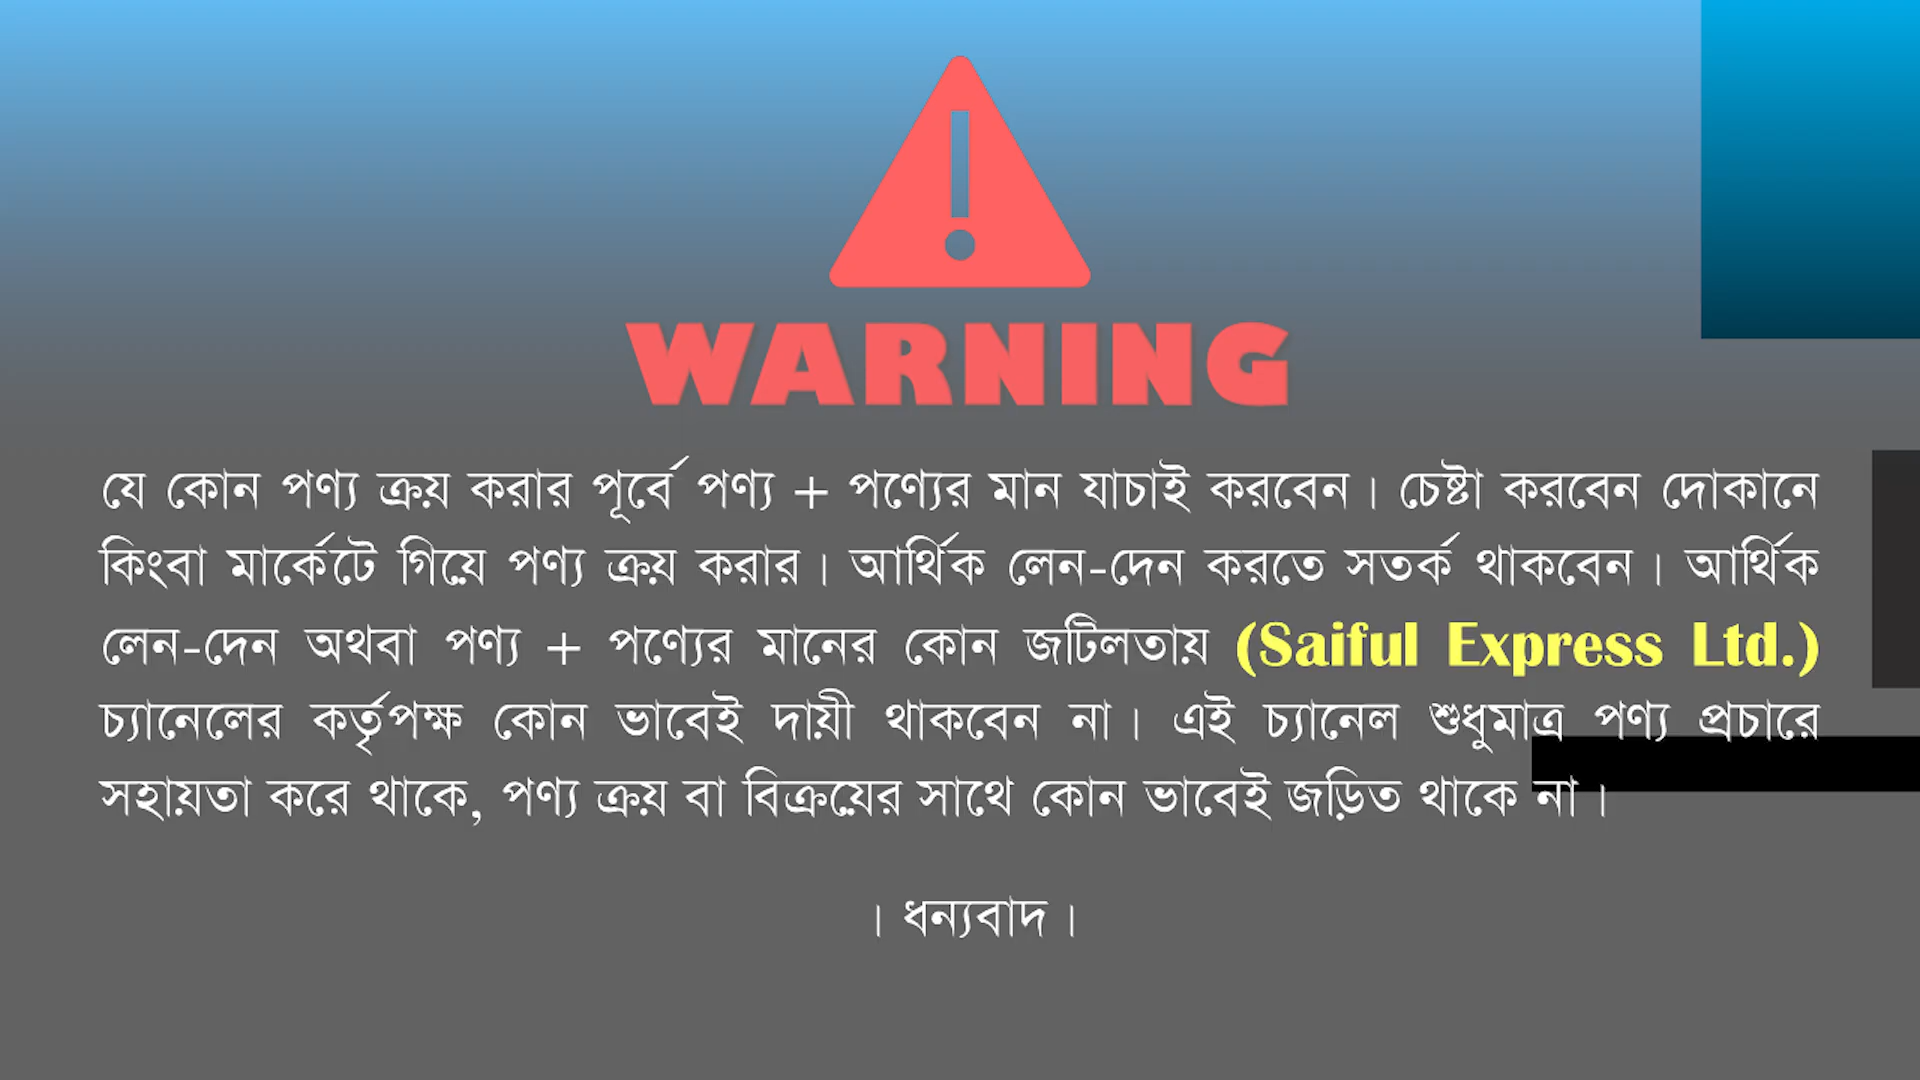 WARNING
যে কোন পণ্য ক্রয় করার পূর্বে পণ্য + পণ্যের মান যাচাই করবেন। চেষ্টা করবেন দোকানে
কিংবা মার্কেটে গিয়ে পণ্য ক্রয় করার। আর্থিক লেন-দেন করতে সতর্ক থাকবেন। আর্থিক
লেন-দেন অথবা পণ্য + পণ্যের মানের কোন জটিলতায় (Saiful Express Ltd.)
চ্যানেলের কর্তৃপক্ষ কোন ভাবেই দায়ী থাকবেন না। এই চ্যানেল শুধুমাত্র পণ্য প্রচারে
সহায়তা করে থাকে, পণ্য ক্রয় বা বিক্রয়ের সাথে কোন ভাবেই জড়িত থাকে না।
। ধন্যবাদ।